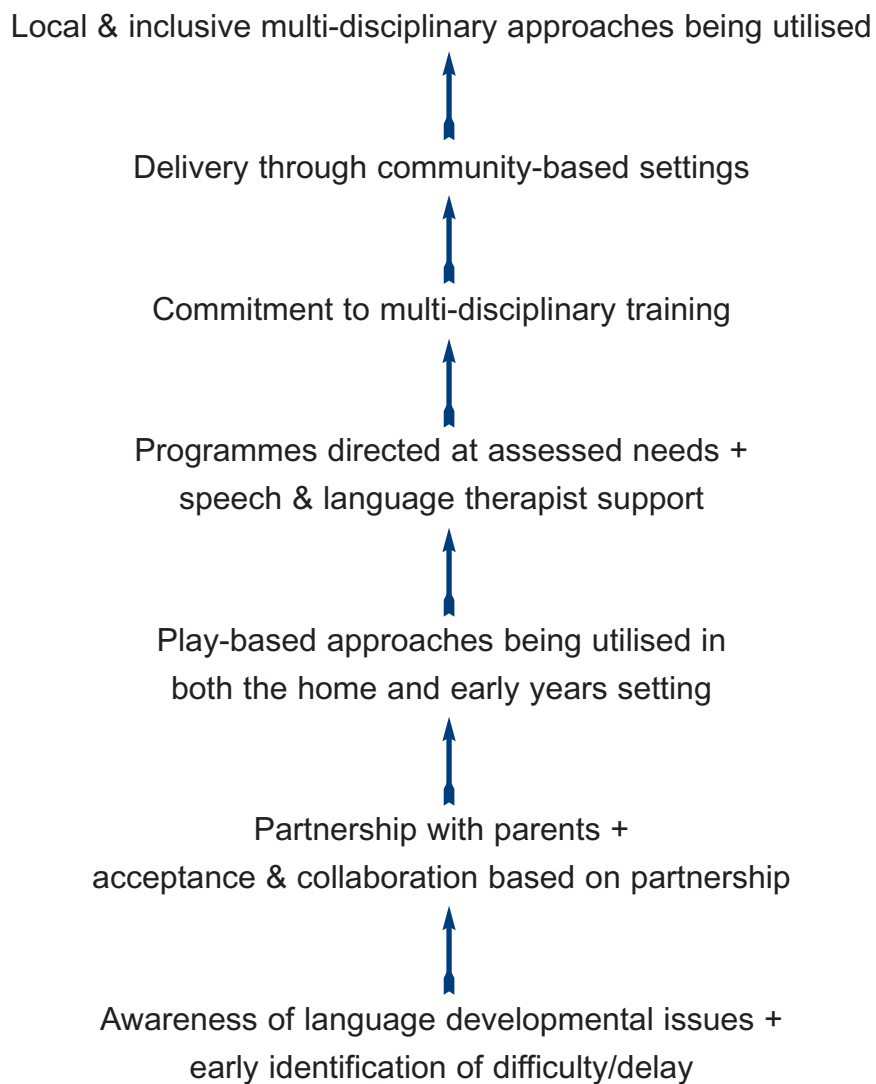 Local & inclusive multi-disciplinary approaches being utilised
Delivery through community-based settings
Commitment to multi-disciplinary training
Programmes directed at assessed needs +
speech & language therapist support
Play-based approaches being utilised in
both the home and early years setting
Partnership with parents +
acceptance & collaboration based on partnership
Awareness of language developmental issues +
early identification of difficulty/delay